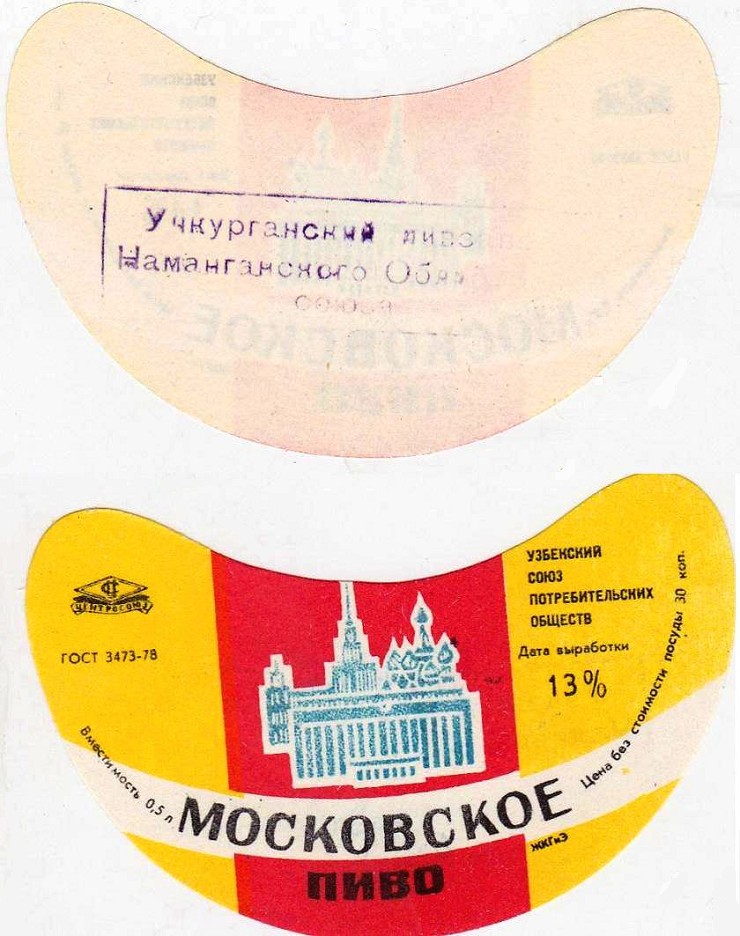 Учкурганский пиво
Наманганского Обл
союза
ЦЕНТРОСОЮЗ
ГОСТ 3473-78
УЗБЕКСКИЙ
СОЮЗ
ПОТРЕБИТЕЛЬСКИХ
ОБЩЕСТВ
Дата выработки
13%
Вместимость 0,5 л
Цена без стоимости посуды 30 коп.
МОСКОВСКОЕ
ЖКГиЭ
ПИВО